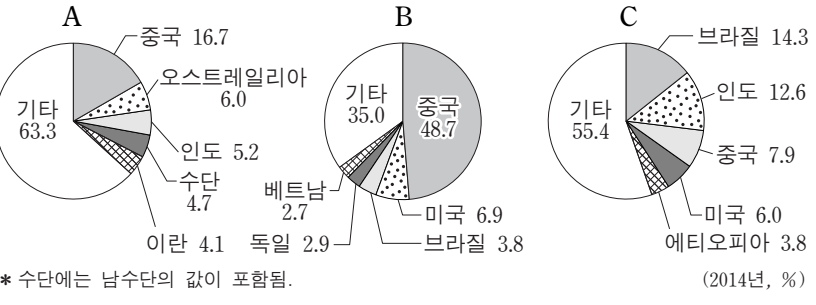 A
중국 16.7
오스트레일리아
6.0
인도 5.2
수단
4.7
이란 4.1
기타
63.3
B
중국
48.7
미국 6.9
브라질 3.8
독일 2.9
베트남
2.7
기타
35.0
C
브라질 14.3
인도 12.6
중국 7.9
미국 6.0
에티오피아 3.8
기타
55.4
* 수단에는 남수단의 값이 포함됨.
(2014년, %)